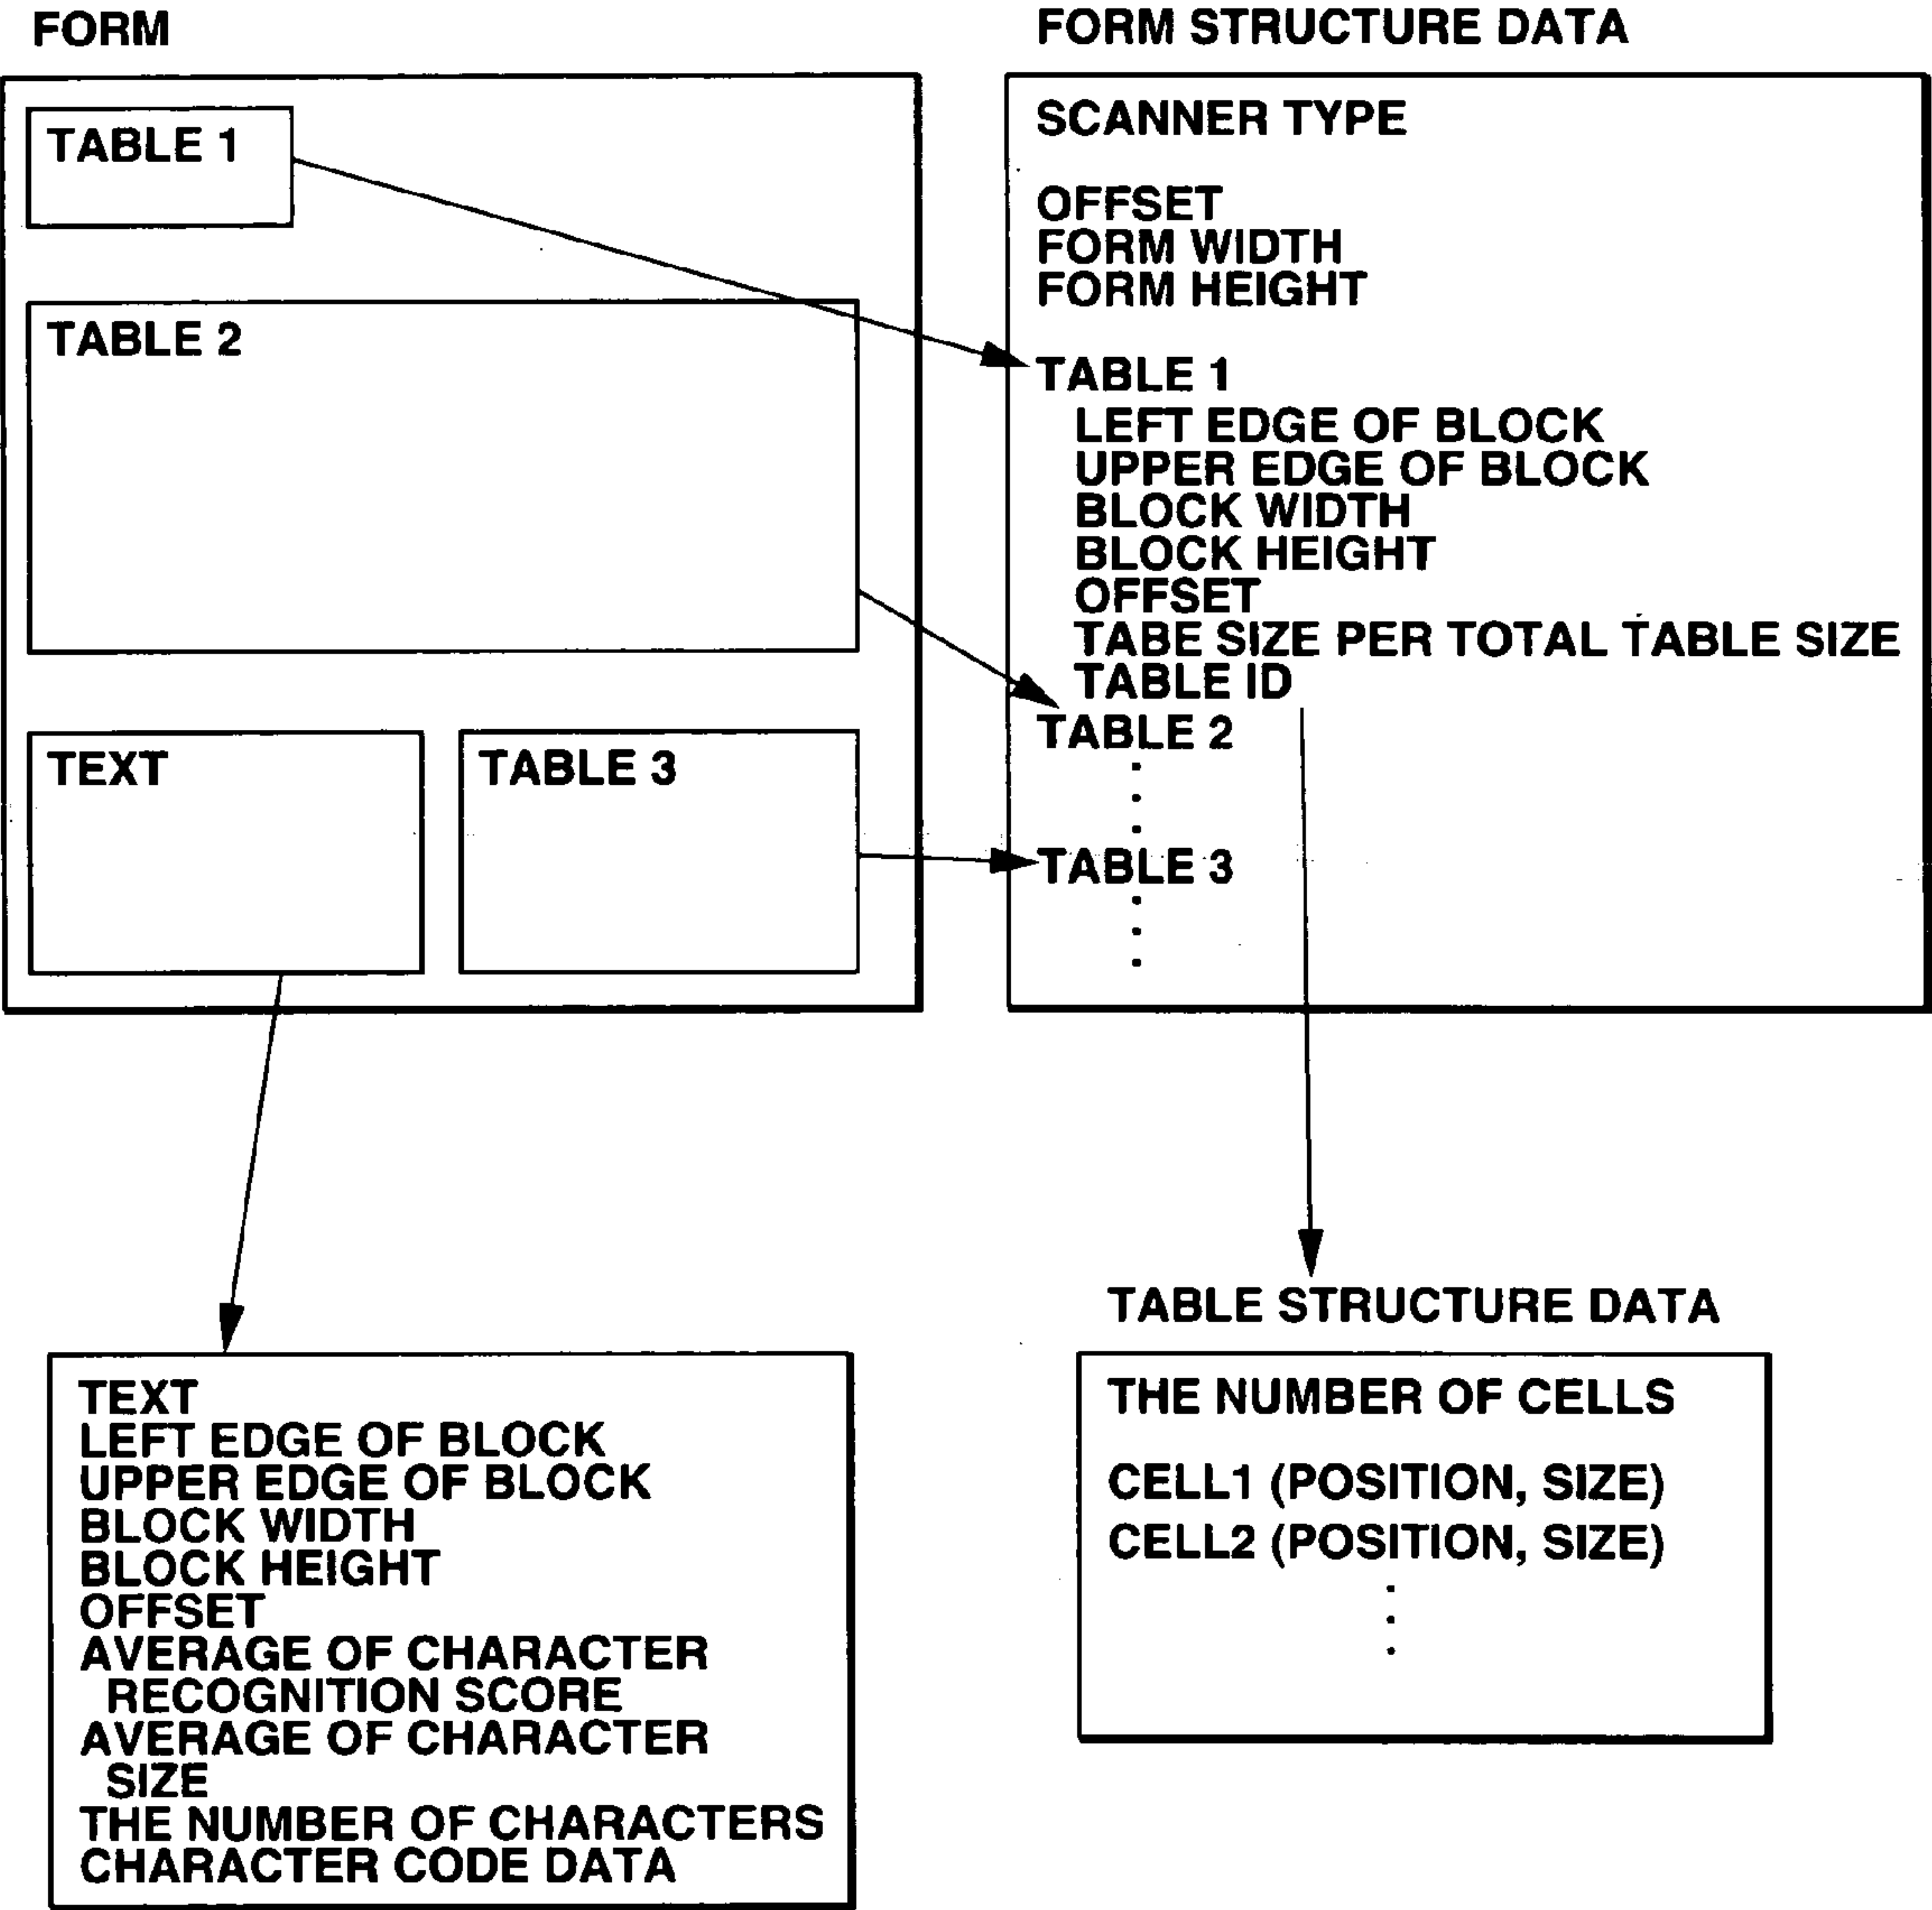 FORM
TABLE 1
TABLE 2
TEXT
TABLE 3
FORM STRUCTURE DATA
SCANNER TYPE
OFFSET
FORM WIDTH
FORM HEIGHT
TABLE 1
LEFT EDGE OF BLOCK
UPPER EDGE OF BLOCK
BLOCK WIDTH
BLOCK HEIGHT
OFFSET
TABE SIZE PER TOTAL TABLE SIZE
TABLE ID
TABLE 2
TABLE 3
TEXT
LEFT EDGE OF BLOCK
UPPER EDGE OF BLOCK
BLOCK WIDTH
BLOCK HEIGHT
OFFSET
AVERAGE OF CHARACTER
RECOGNITION SCORE
AVERAGE OF CHARACTER
SIZE
THE NUMBER OF CHARACTERS
CHARACTER CODE DATA
TABLE STRUCTURE DATA
THE NUMBER OF CELLS
CELL1 (POSITION, SIZE)
CELL2 (POSITION, SIZE)